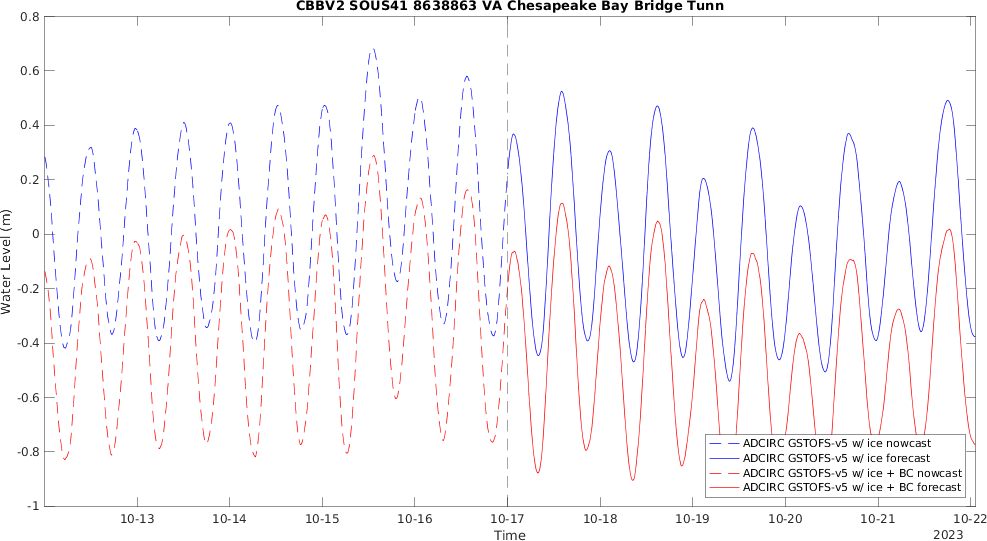 CBBV2 SOUS41 8638863 VA Chesapeake Bay Bridge Tunn
0.8
0.6
0.4
0.2
0
-0.2
-0.4
-0.6
-0.8
-1
Water Level (m)
ADCIRC GSTOFS-v5 w/ ice nowcast
ADCIRC GSTOFS-v5 w/ ice forecast
ADCIRC GSTOFS-v5 w/ ice + BC nowcast
ADCIRC GSTOFS-v5 w/ ice + BC forecast
10-13 10-14 10-15 10-16 10-17 10-18 10-19 10-20 10-21 10-22
Time
2023